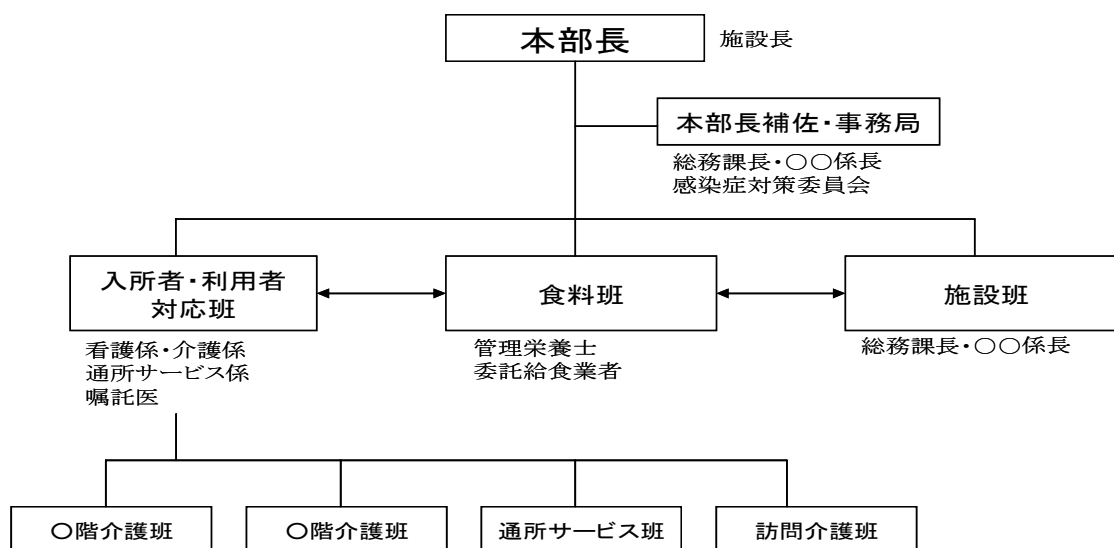 本部長
施設長
本部長補佐・事務局
総務課長・〇〇係長
感染症対策委員会
入所者・利用者
対応班
食料班
施設班
看護係・介護係
通所サービス係
嘱託医
管理栄養士
委託給食業者
総務課長・〇〇係長
〇階介護班
〇階介護班
通所サービス班
訪問介護班